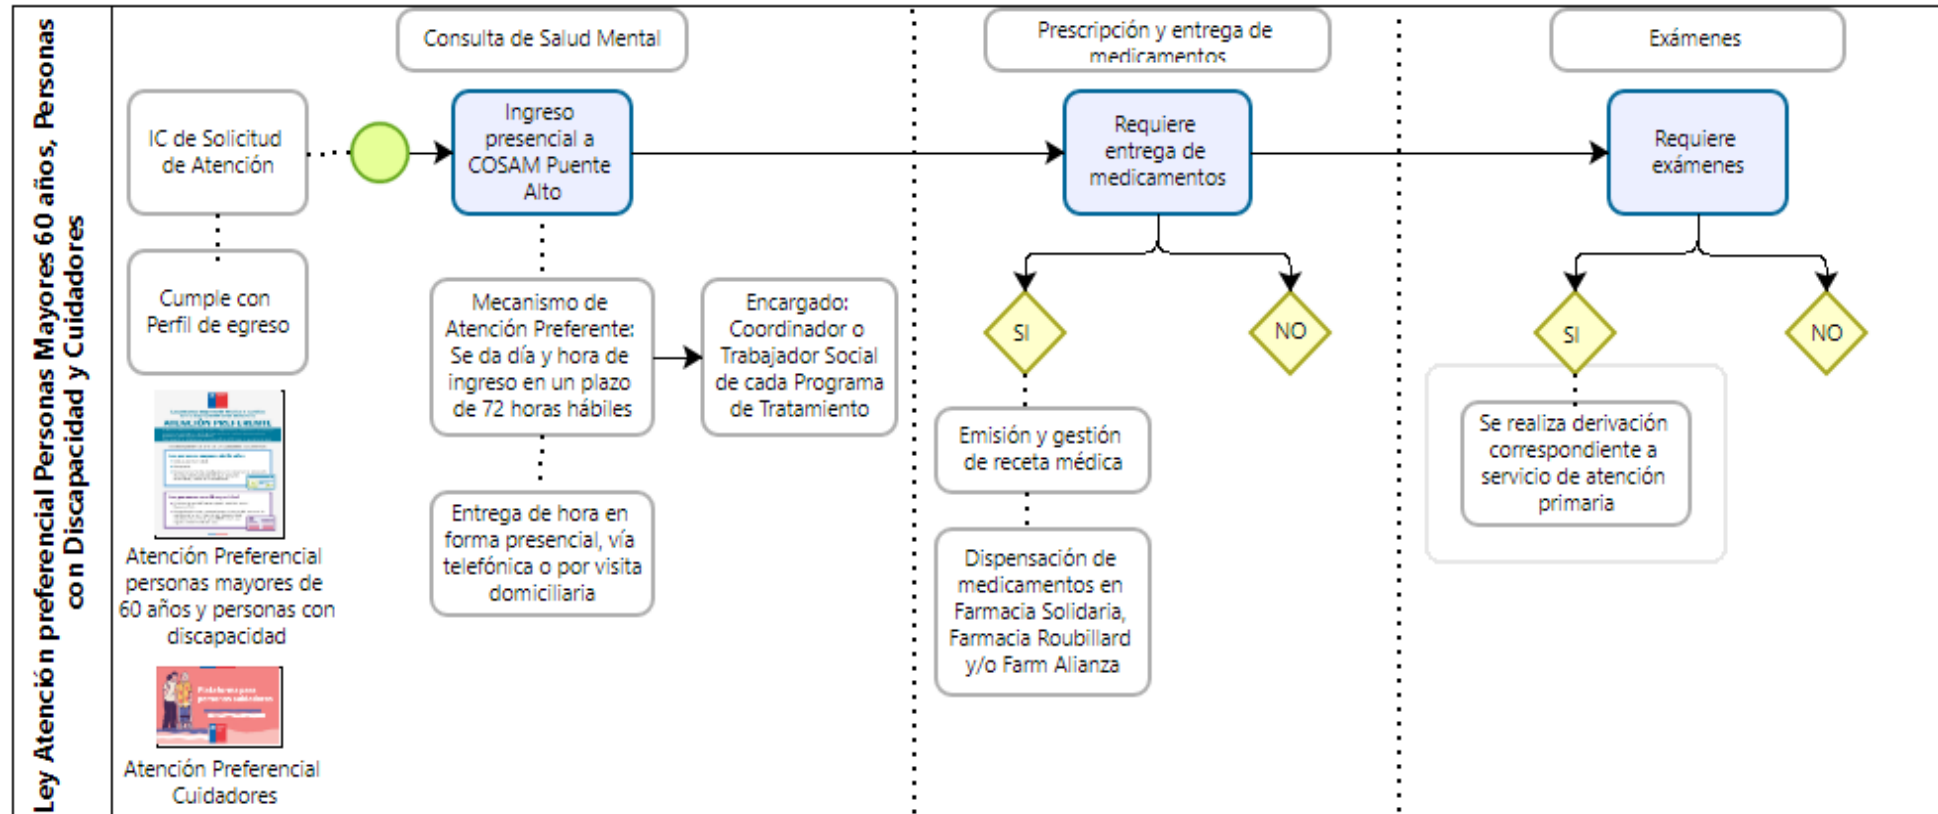 Ley Atención preferencial Personas Mayores 60 años, Personas
con Discapacidad y Cuidadores
Consulta de Salud Mental
Prescripción y entrega de
medicamentos
Exámenes
IC de Solicitud
de Atención
Ingreso
presencial a
COSAM Puente
Alto
Requiere
entrega de
medicamentos
Requiere
exámenes
Cumple con
Perfil de egreso
Mecanismo de
Atención Preferente:
Se da día y hora de
ingreso en un plazo
de 72 horas hábiles
Encargado:
Coordinador o
Trabajador Social
de cada Programa
de Tratamiento
SI
NO
SI
NO
ATENCIÓN PREFERENTE
Emisión y gestión
de receta médica
Se realiza derivación
correspondiente a
servicio de atención
primaria
Entrega de hora en
forma presencial, vía
telefónica o por visita
domiciliaria
Dispensación de
medicamentos en
Farmacia Solidaria,
Farmacia Roubillard
y/o Farm Alianza
Atención Preferencial
personas mayores de
60 años y personas con
discapacidad
Plataforma para
personas cuidadoras
Atención Preferencial
Cuidadores